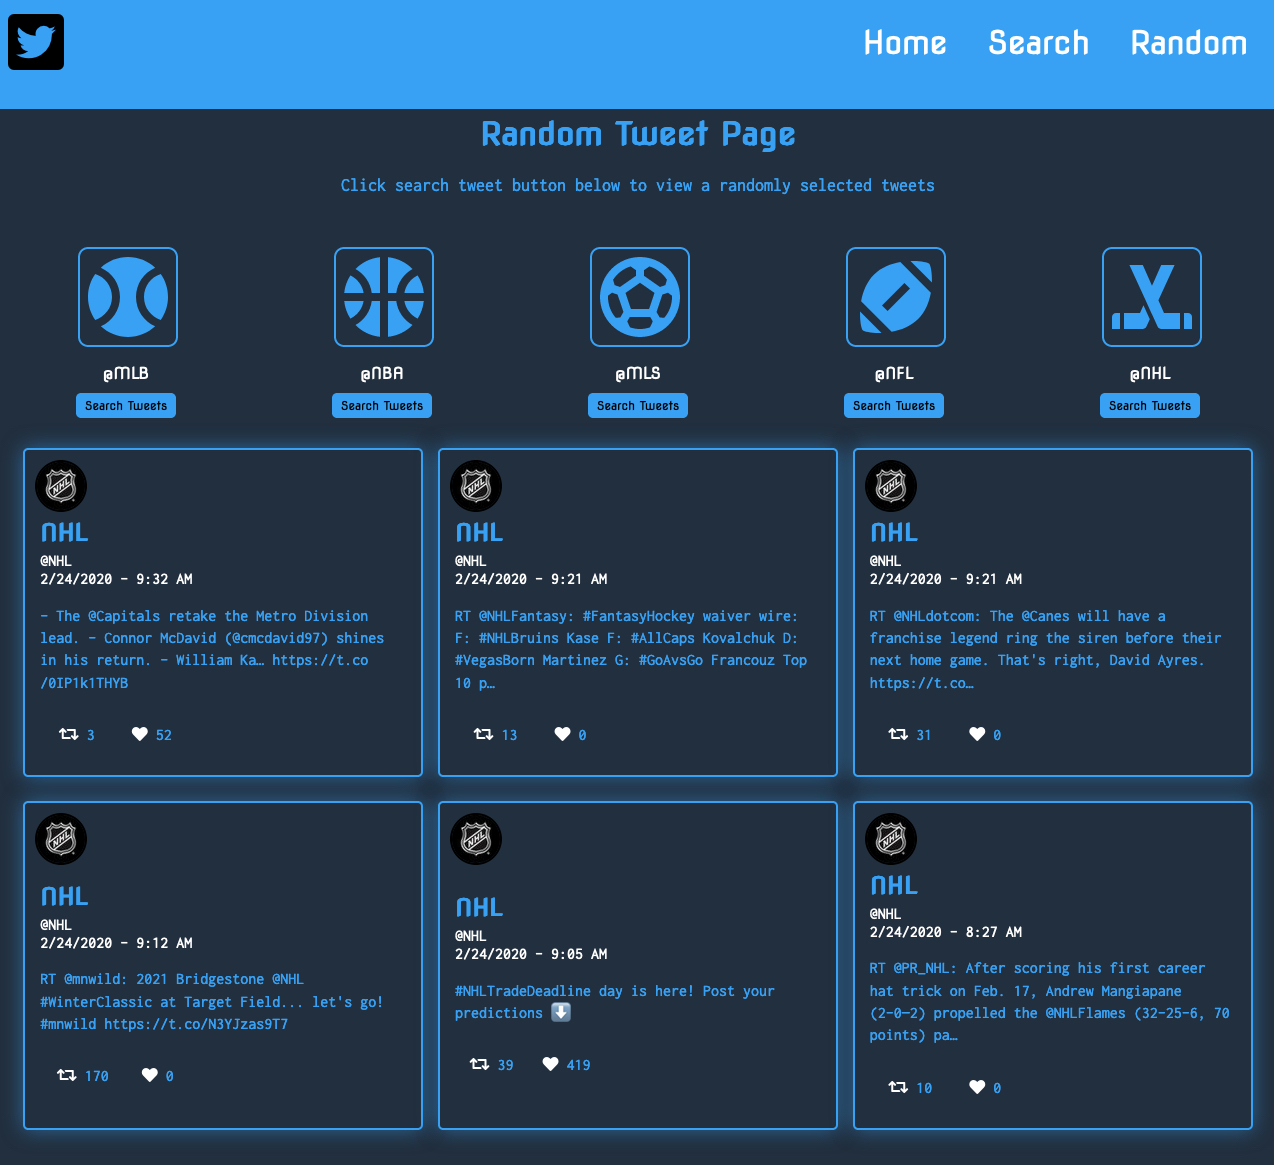 Home Search Random
Random Tweet Page
Click search tweet button below to view a randomly selected tweets
@MLB @NBA @MLS @NFL @NHL
Search Tweets Search Tweets Search Tweets Search Tweets Search Tweets
NHL
NHL
@NHL
2/24/2020 - 9:32 AM
- The @Capitals retake the Metro Division
lead. - Connor McDavid (@cmcdavid97) shines
in his return. - William Ka… https://t.co
/0IP1k1THYB
3 52
NHL
NHL
@NHL
2/24/2020 - 9:21 AM
RT @NHLFantasy: #FantasyHockey waiver wire:
F: #NHLBruins Kase F: #AllCaps Kovalchuk D:
#VegasBorn Martinez G: #GoAvsGo Francouz Top
10 p…
13 0
NHL
NHL
@NHL
2/24/2020 - 9:21 AM
RT @NHLdotcom: The @Canes will have a
franchise legend ring the siren before their
next home game. That's right, David Ayres.
https://t.co…
31 0
NHL
NHL
@NHL
2/24/2020 - 9:12 AM
RT @mnwild: 2021 Bridgestone @NHL
#WinterClassic at Target Field... let's go!
#mnwild https://t.co/N3YJzas9T7
170 0
NHL
NHL
@NHL
2/24/2020 - 9:05 AM
#NHLTradeDeadline day is here! Post your
predictions ⬇️
39 419
NHL
NHL
@NHL
2/24/2020 - 8:27 AM
RT @PR_NHL: After scoring his first career
hat trick on Feb. 17, Andrew Mangiapane
(2-0—2) propelled the @NHLFlames (32-25-6, 70
points) pa…
10 0